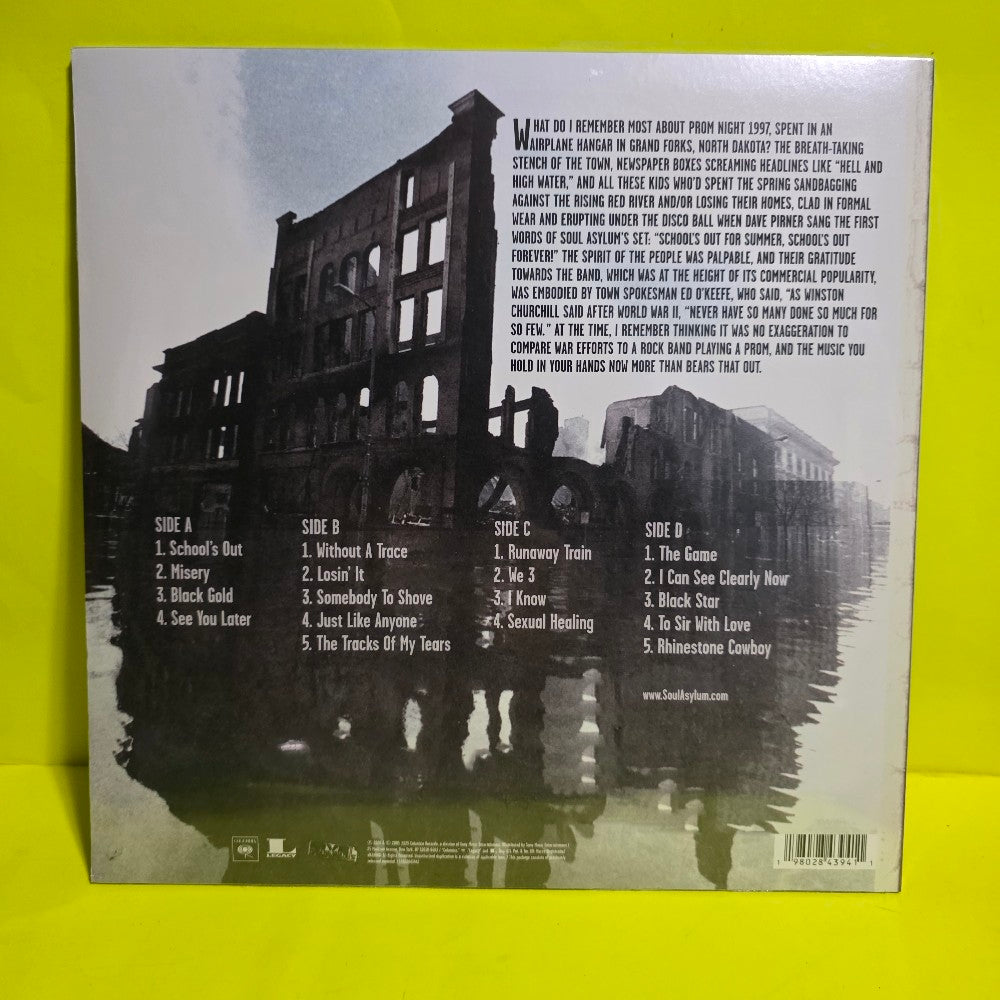 WHAT DO I REMEMBER MOST ABOUT PROM NIGHT 1997, SPENT IN AN
AIRPLANE HANGAR IN GRAND FORKS, NORTH DAKOTA? THE BREATH-TAKING
STENCH OF THE TOWN, NEWSPAPER BOXES SCREAMING HEADLINES LIKE “HELL AND
HIGH WATER,” AND ALL THESE KIDS WHO’D SPENT THE SPRING SANDBAGGING
AGAINST THE RISING RED RIVER AND/OR LOSING THEIR HOMES, CLAD IN FORMAL
WEAR AND ERUPTING UNDER THE DISCO BALL WHEN DAVE PIRNER SANG THE FIRST
WORDS OF SOUL ASYLUM’S SET: “SCHOOL’S OUT FOR SUMMER, SCHOOL’S OUT
FOREVER!” THE SPIRIT OF THE PEOPLE WAS PALPABLE, AND THEIR GRATITUDE
TOWARDS THE BAND, WHICH WAS AT THE HEIGHT OF ITS COMMERCIAL POPULARITY,
WAS EMBODIED BY TOWN SPOKESMAN ED O’KEEFE, WHO SAID, “AS WINSTON
CHURCHILL SAID AFTER WORLD WAR II, “NEVER HAVE SO MANY DONE SO MUCH FOR
SO FEW.” AT THE TIME, I REMEMBER THINKING IT WAS NO EXAGGERATION TO
COMPARE WAR EFFORTS TO A ROCK BAND PLAYING A PROM, AND THE MUSIC YOU
HOLD IN YOUR HANDS NOW MORE THAN BEARS THAT OUT.
SIDE A
1. School’s Out
2. Misery
3. Black Gold
4. See You Later
SIDE B
1. Without A Trace
2. Losin’ It
3. Somebody To Shove
4. Just Like Anyone
5. The Tracks Of My Tears
SIDE C
1. Runaway Train
2. We 3
3. I Know
4. Sexual Healing
SIDE D
1. The Game
2. I Can See Clearly Now
3. Black Star
4. To Sir With Love
5. Rhinestone Cowboy
www.SoulAsylum.com
COLUMBIA
LEGACY
1 98028 43941 1